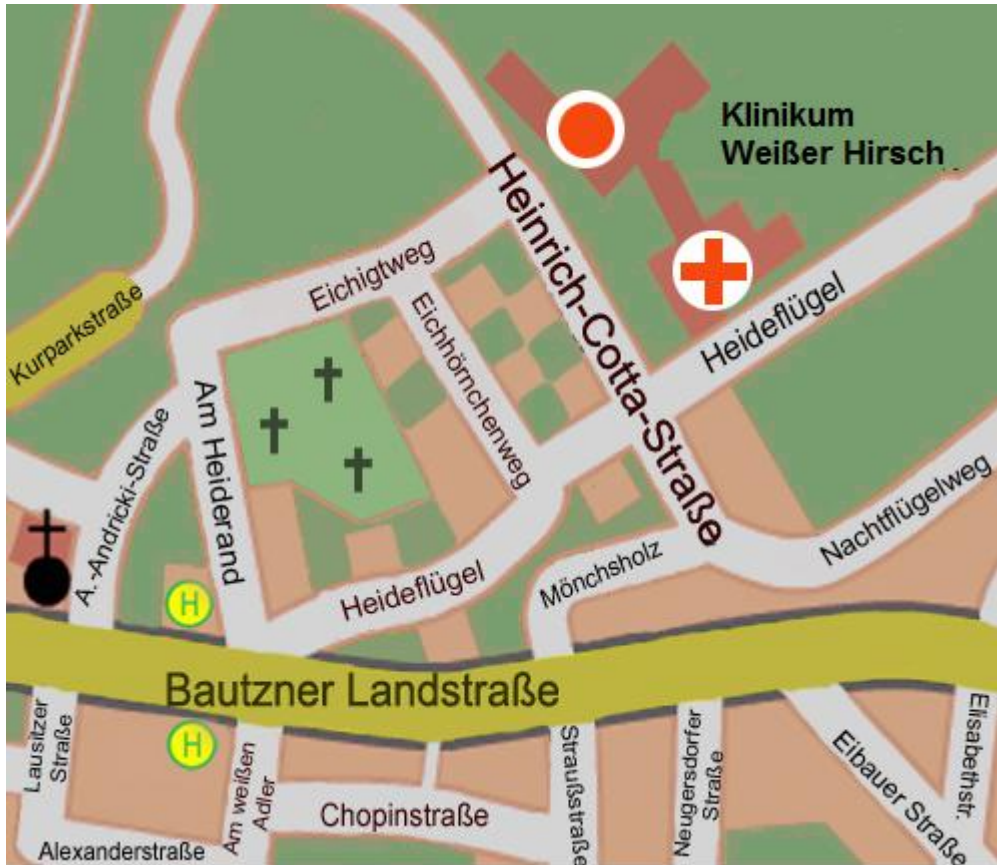 Klinikum
Weißer Hirsch
Heinrich-Cotta-Straße
Eichigtweg
Kurparkstraße
Eichhörnchenweg
Heideflügel
Am Heiderand
A.-Andricki-Straße
Nachtflügelweg
Mönchsholz
Heideflügel
H
Bautzner Landstraße
H
Lausitzer
Straße
Am weißen
Adler
Straußstraße
Neugersdorfer
Straße
Eibauer Straße
Elisabethstr.
Chopinstraße
Alexanderstraße